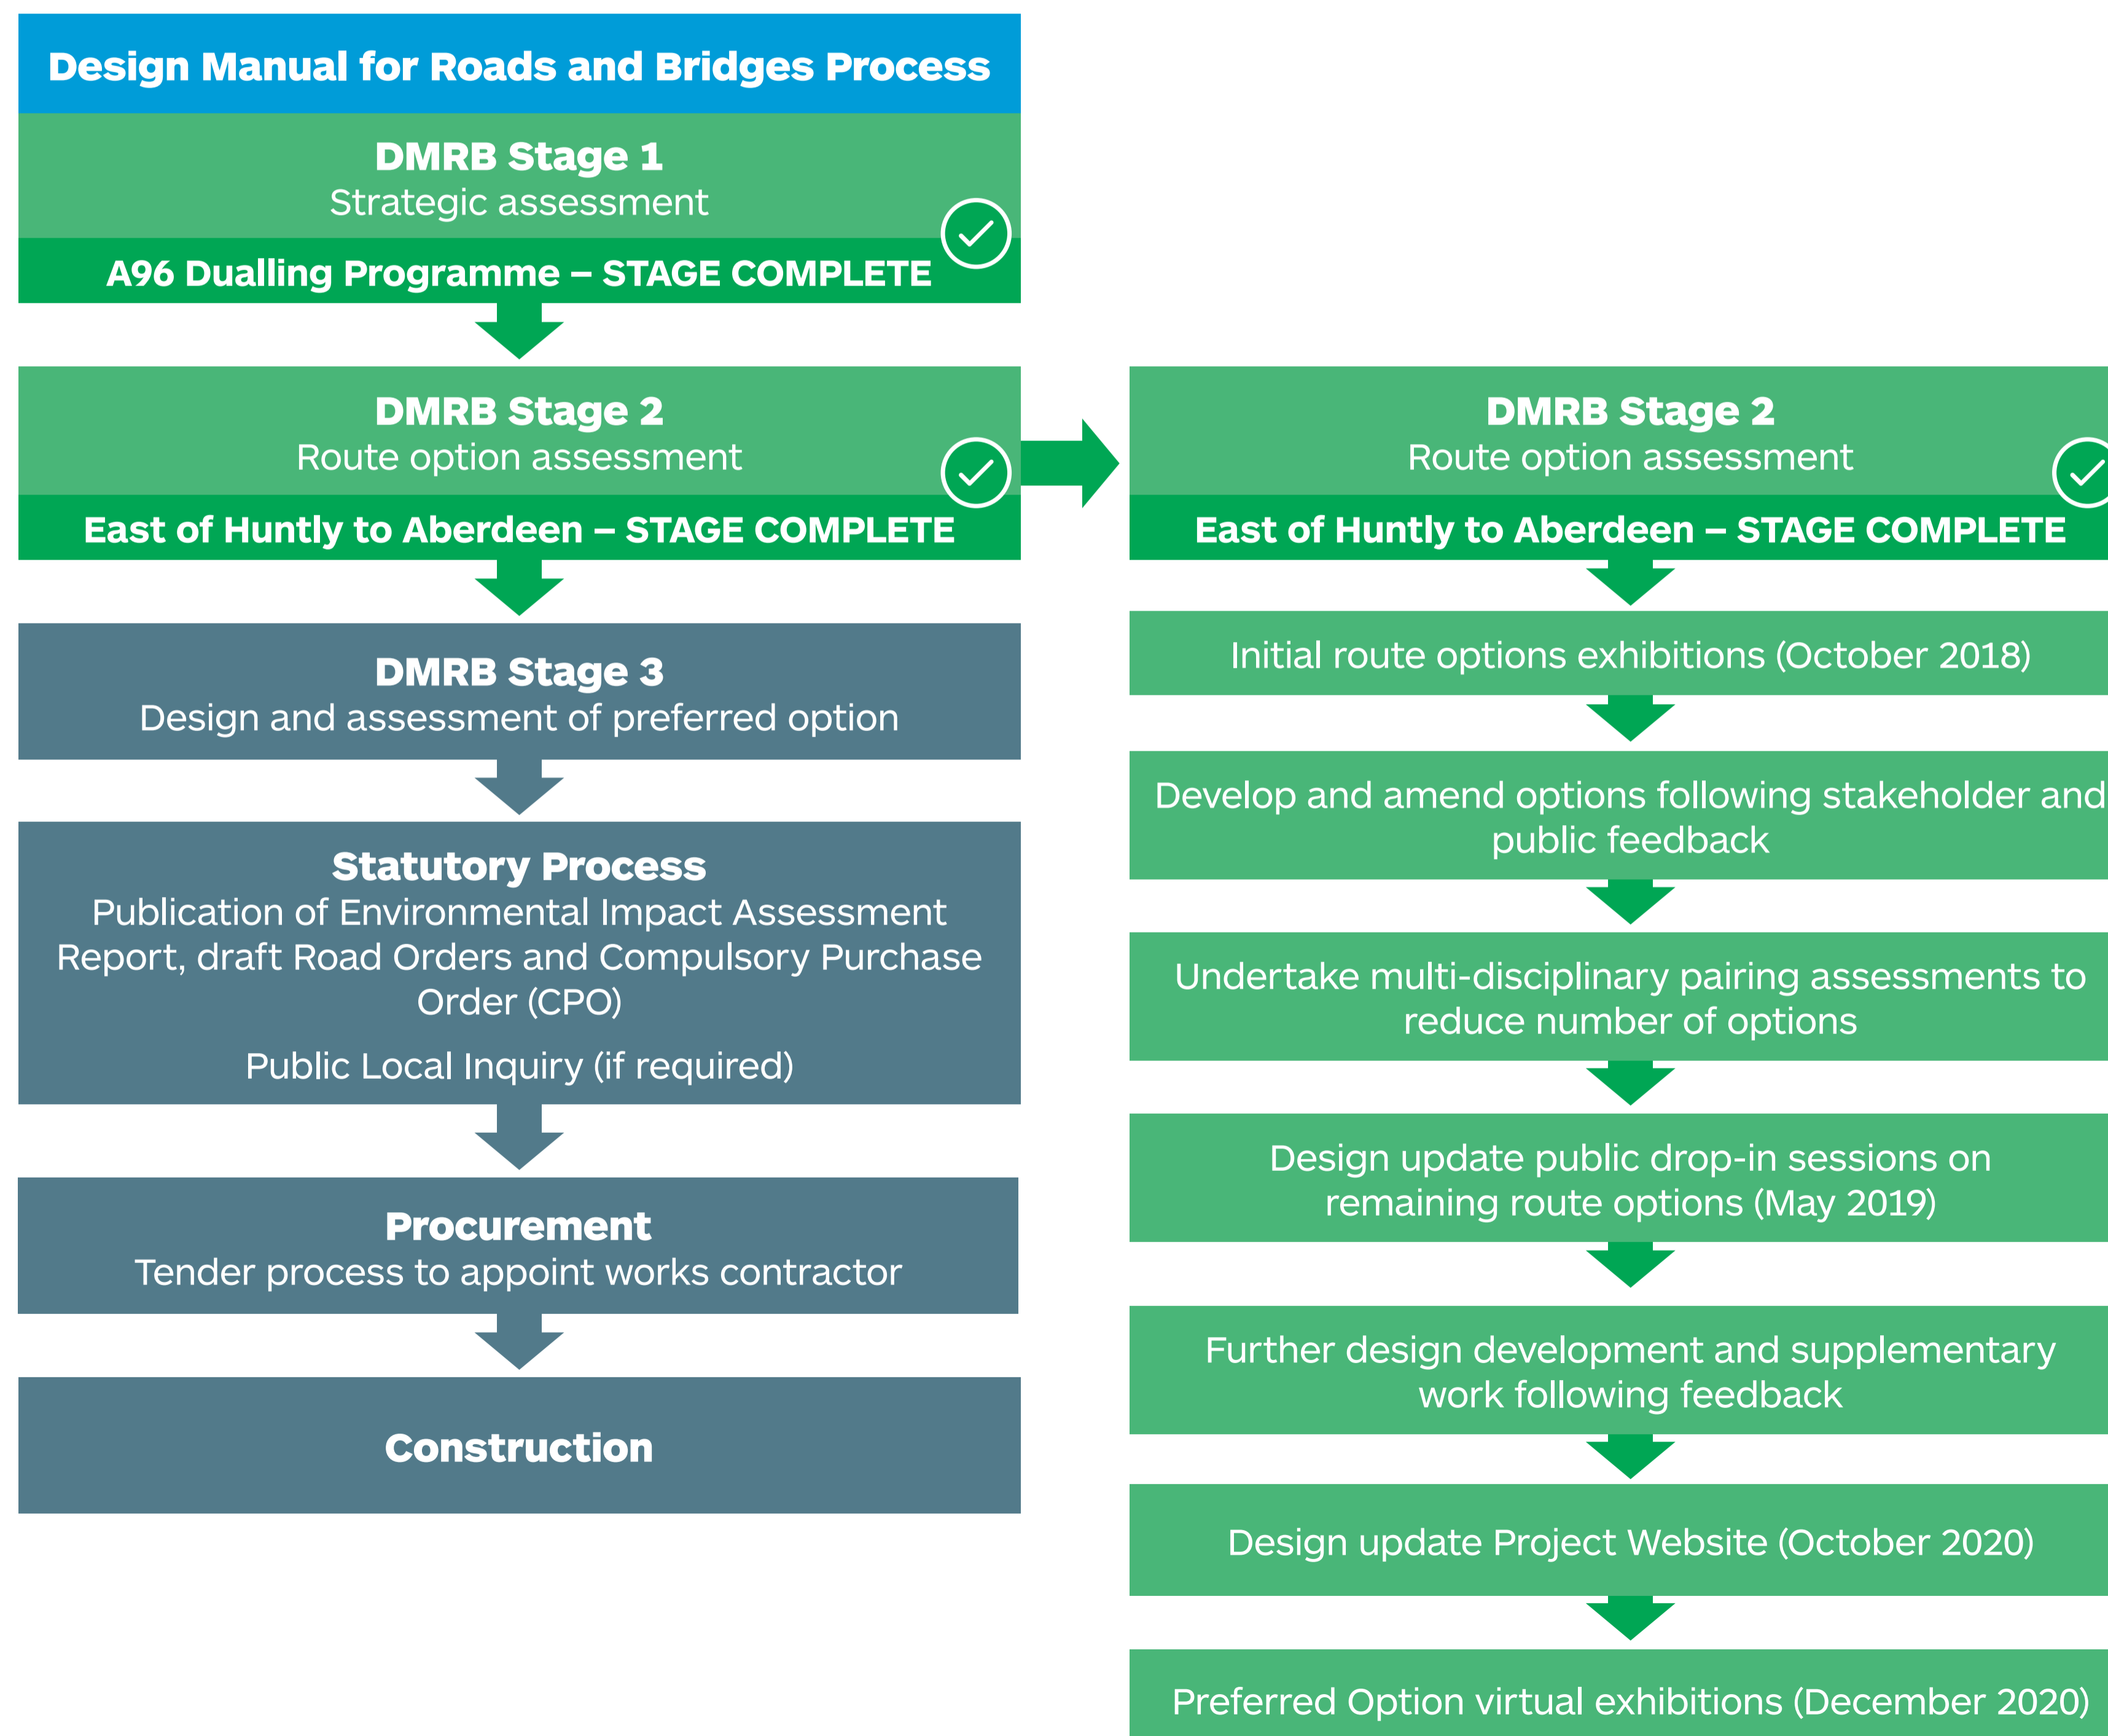 Design Manual for Roads and Bridges Process
DMRB Stage 1
Strategic assessment
A96 Dualling Programme – STAGE COMPLETE
DMRB Stage 2
Route option assessment
East of Huntly to Aberdeen – STAGE COMPLETE
DMRB Stage 3
Design and assessment of preferred option
Statutory Process
Publication of Environmental Impact Assessment
Report, draft Road Orders and Compulsory Purchase
Order (CPO)
Public Local Inquiry (if required)
Procurement
Tender process to appoint works contractor
Construction
DMRB Stage 2
Route option assessment
East of Huntly to Aberdeen – STAGE COMPLETE
Initial route options exhibitions (October 2018)
Develop and amend options following stakeholder and
public feedback
Undertake multi-disciplinary pairing assessments to
reduce number of options
Design update public drop-in sessions on
remaining route options (May 2019)
Further design development and supplementary
work following feedback
Design update Project Website (October 2020)
Preferred Option virtual exhibitions (December 2020)